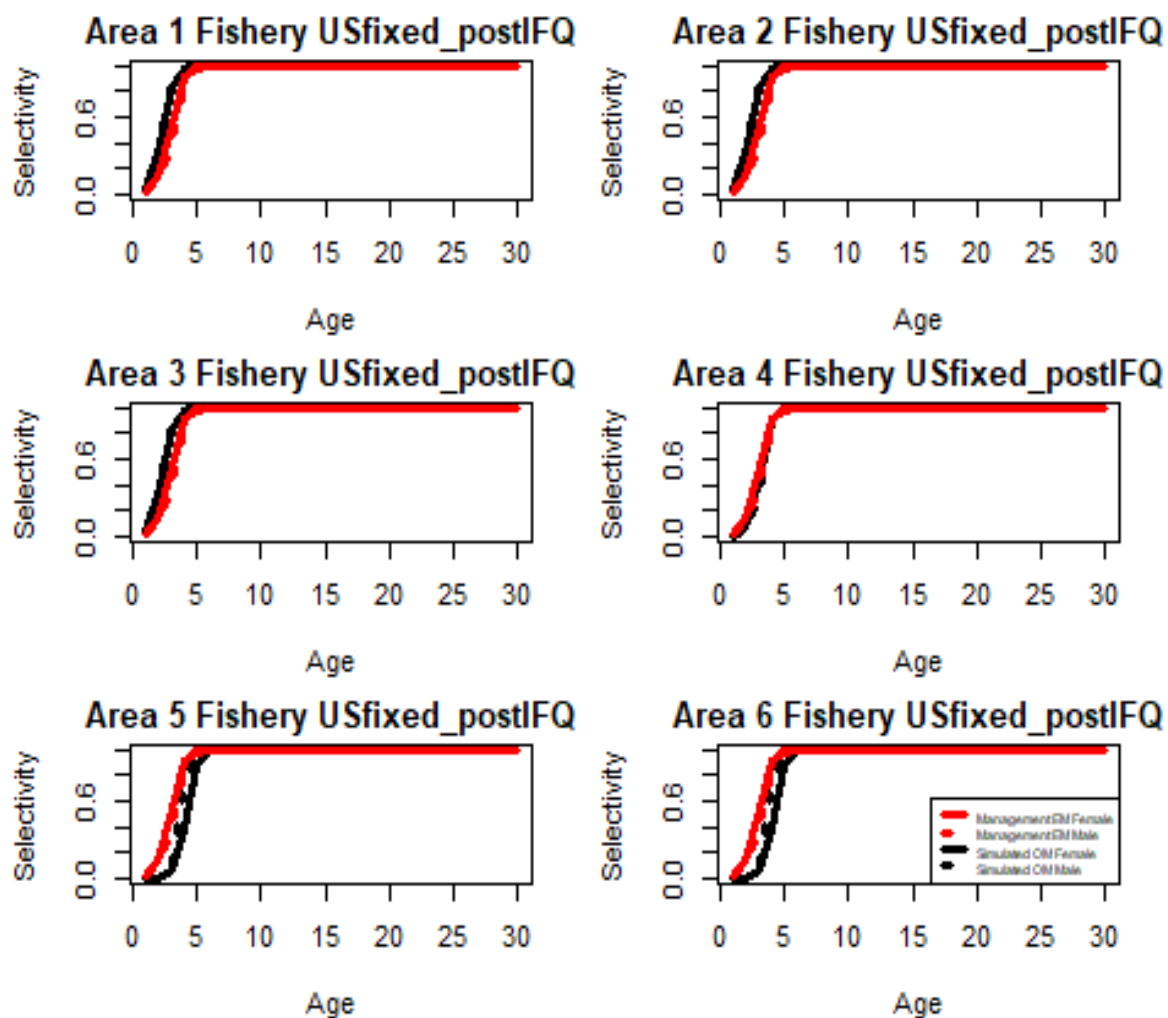 Area 1 Fishery USfixed_postIFQ
Selectivity
0.0 0.6
0 5 10 15 20 25 30
Age
Area 2 Fishery USfixed_postIFQ
Selectivity
0.0 0.6
0 5 10 15 20 25 30
Age
Area 3 Fishery USfixed_postIFQ
Selectivity
0.0 0.6
0 5 10 15 20 25 30
Age
Area 4 Fishery USfixed_postIFQ
Selectivity
0.0 0.6
0 5 10 15 20 25 30
Age
Area 5 Fishery USfixed_postIFQ
Selectivity
0.0 0.6
0 5 10 15 20 25 30
Age
Area 6 Fishery USfixed_postIFQ
Selectivity
0.0 0.6
Management EM Female
Management EM Male
Simulated OM Female
Simulated OM Male
0 5 10 15 20 25 30
Age